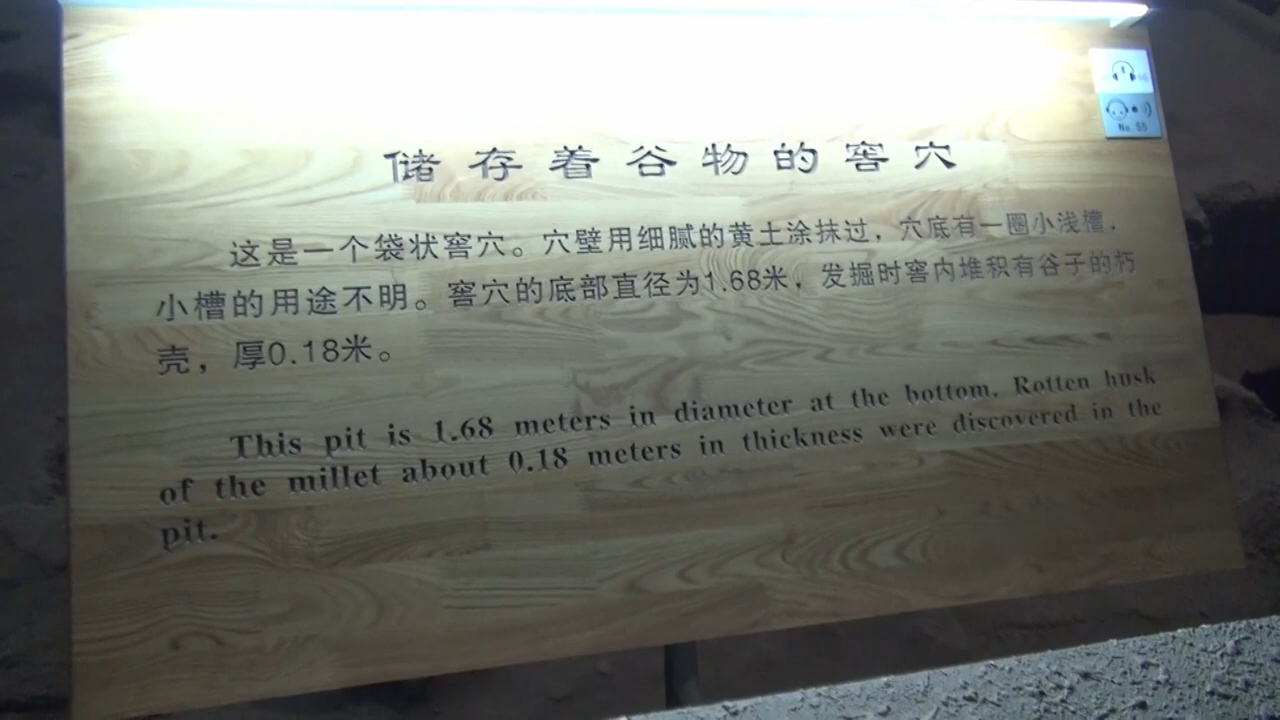 储存着谷物的窖穴
这是一个袋状窖穴。穴壁用细腻的黄土涂抹过，穴底有一圈小浅槽，
小槽的用途不明。窖穴的底部直径为1.68米，发掘时窖内堆积有谷子的朽
壳，厚0.18米。
This pit is 1.68 meters in diameter at the bottom. Rotten husk
of the millet about 0.18 meters in thickness were discovered in the
pit.
No. 55